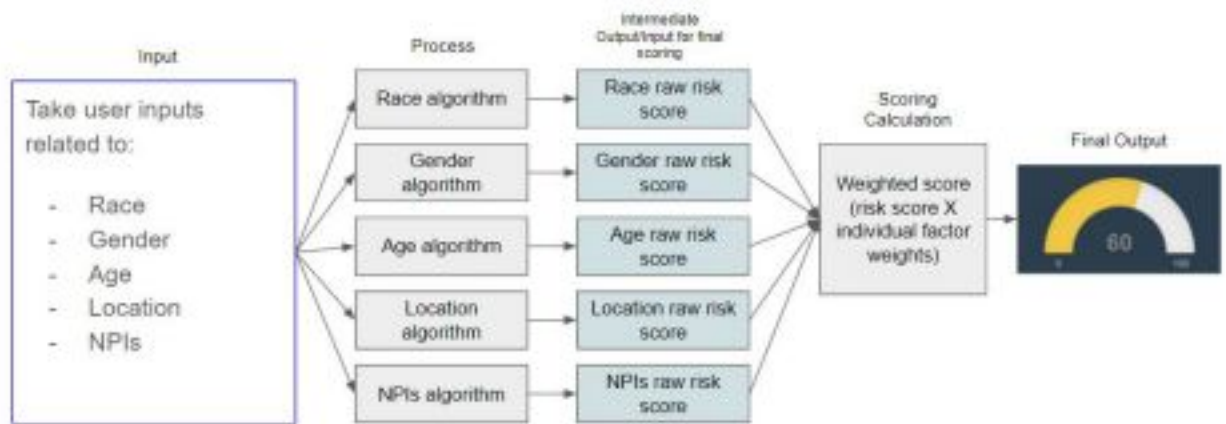 Input
Take user inputs
related to:
- Race
- Gender
- Age
- Location
- NPIs
Process
Race algorithm
Gender
algorithm
Age algorithm
Location
algorithm
NPIs algorithm
Intermediate
Output/Input for final
scoring
Race raw risk
score
Gender raw risk
score
Age raw risk
score
Location raw risk
score
NPIs raw risk
score
Scoring
Calculation
Weighted score
(risk score X
individual factor
weights)
Final Output
60